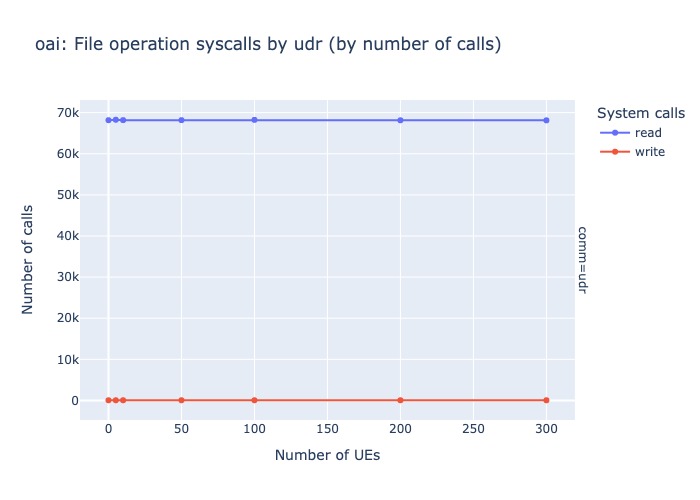 oai: File operation syscalls by udr (by number of calls)
System calls
read
write
70k
60k
50k
40k
30k
20k
10k
0
Number of calls
comm=udr
0 50 100 150 200 250 300
Number of UEs